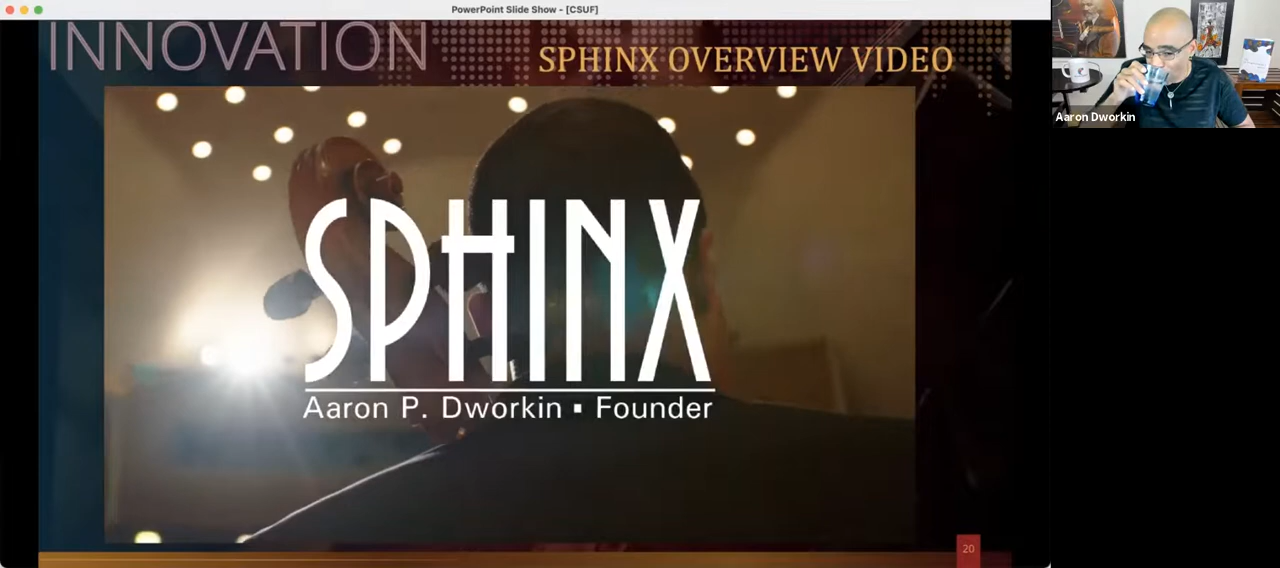 PowerPoint Slide Show - [CSUF]
INNOVATION
SPHINX OVERVIEW VIDEO
SPHINX
Aaron P. Dworkin ▪ Founder
20
Aaron Dworkin